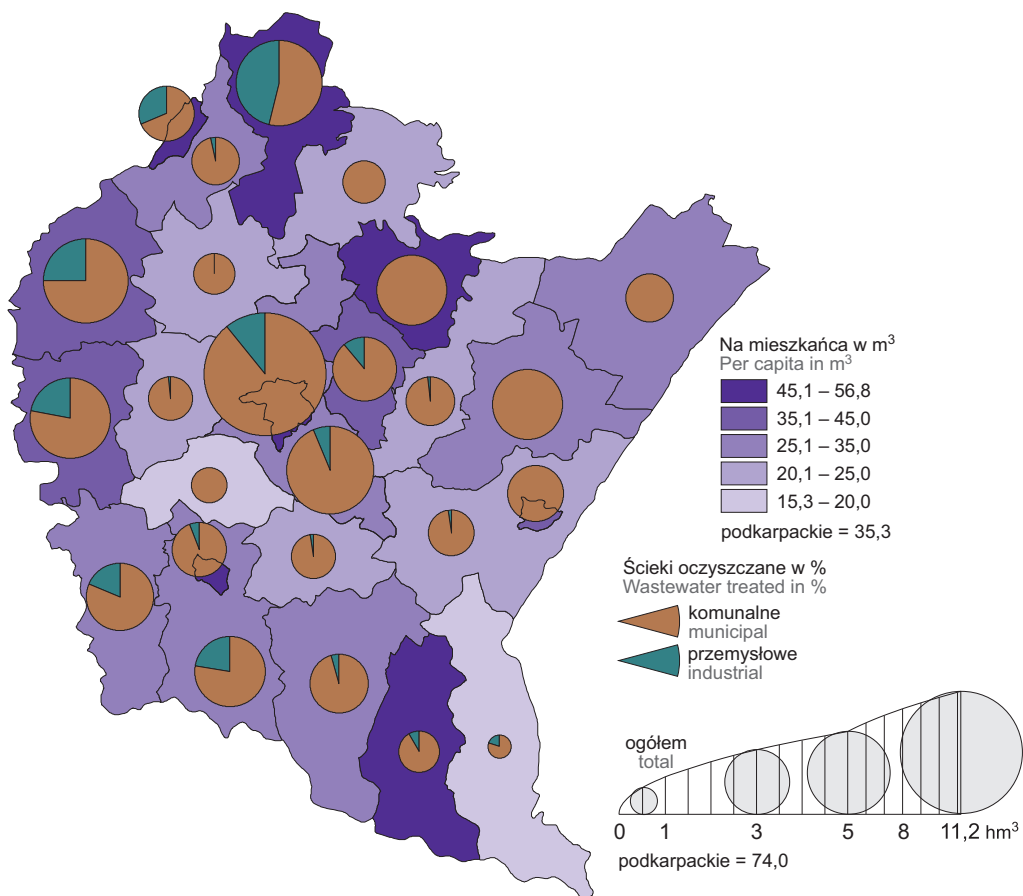 Na mieszkańca w m³
Per capita in m³
45,1 – 56,8
35,1 – 45,0
25,1 – 35,0
20,1 – 25,0
15,3 – 20,0
podkarpackie = 35,3
Ścieki oczyszczane w %
Wastewater treated in %
komunalne
municipal
przemysłowe
industrial
ogółem
total
0 1 3 5 8 11,2 hm³
podkarpackie = 74,0